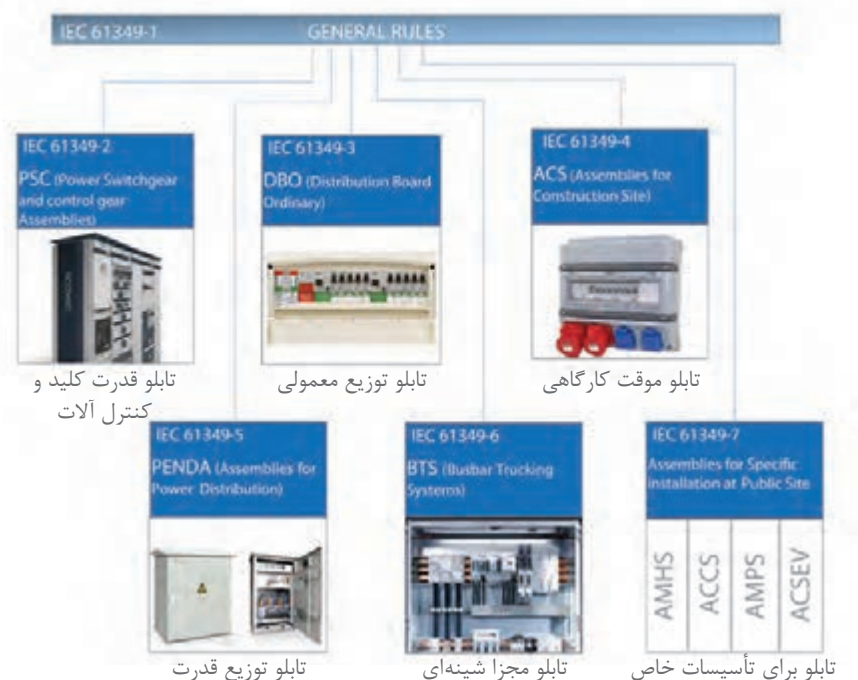 IEC 61349-1 GENERAL RULES
IEC 61349-2
PSC (Power Switchgear
and control gear
Assemblies)
تابلو قدرت کلید و
کنترل آلات
IEC 61349-3
DBO (Distribution Board
Ordinary)
تابلو توزیع معمولی
IEC 61349-4
ACS (Assemblies for
Construction Site)
تابلو موقت کارگاهی
IEC 61349-5
PENDA (Assemblies for
Power Distribution)
تابلو توزیع قدرت
IEC 61349-6
BTS (Busbar Trucking
Systems)
تابلو مجزا شینه‌ای
IEC 61349-7
Assemblies for Specific
installation at Public Site
AMHS
ACCS
AMPS
ACSEV
تابلو برای تأسیسات خاص